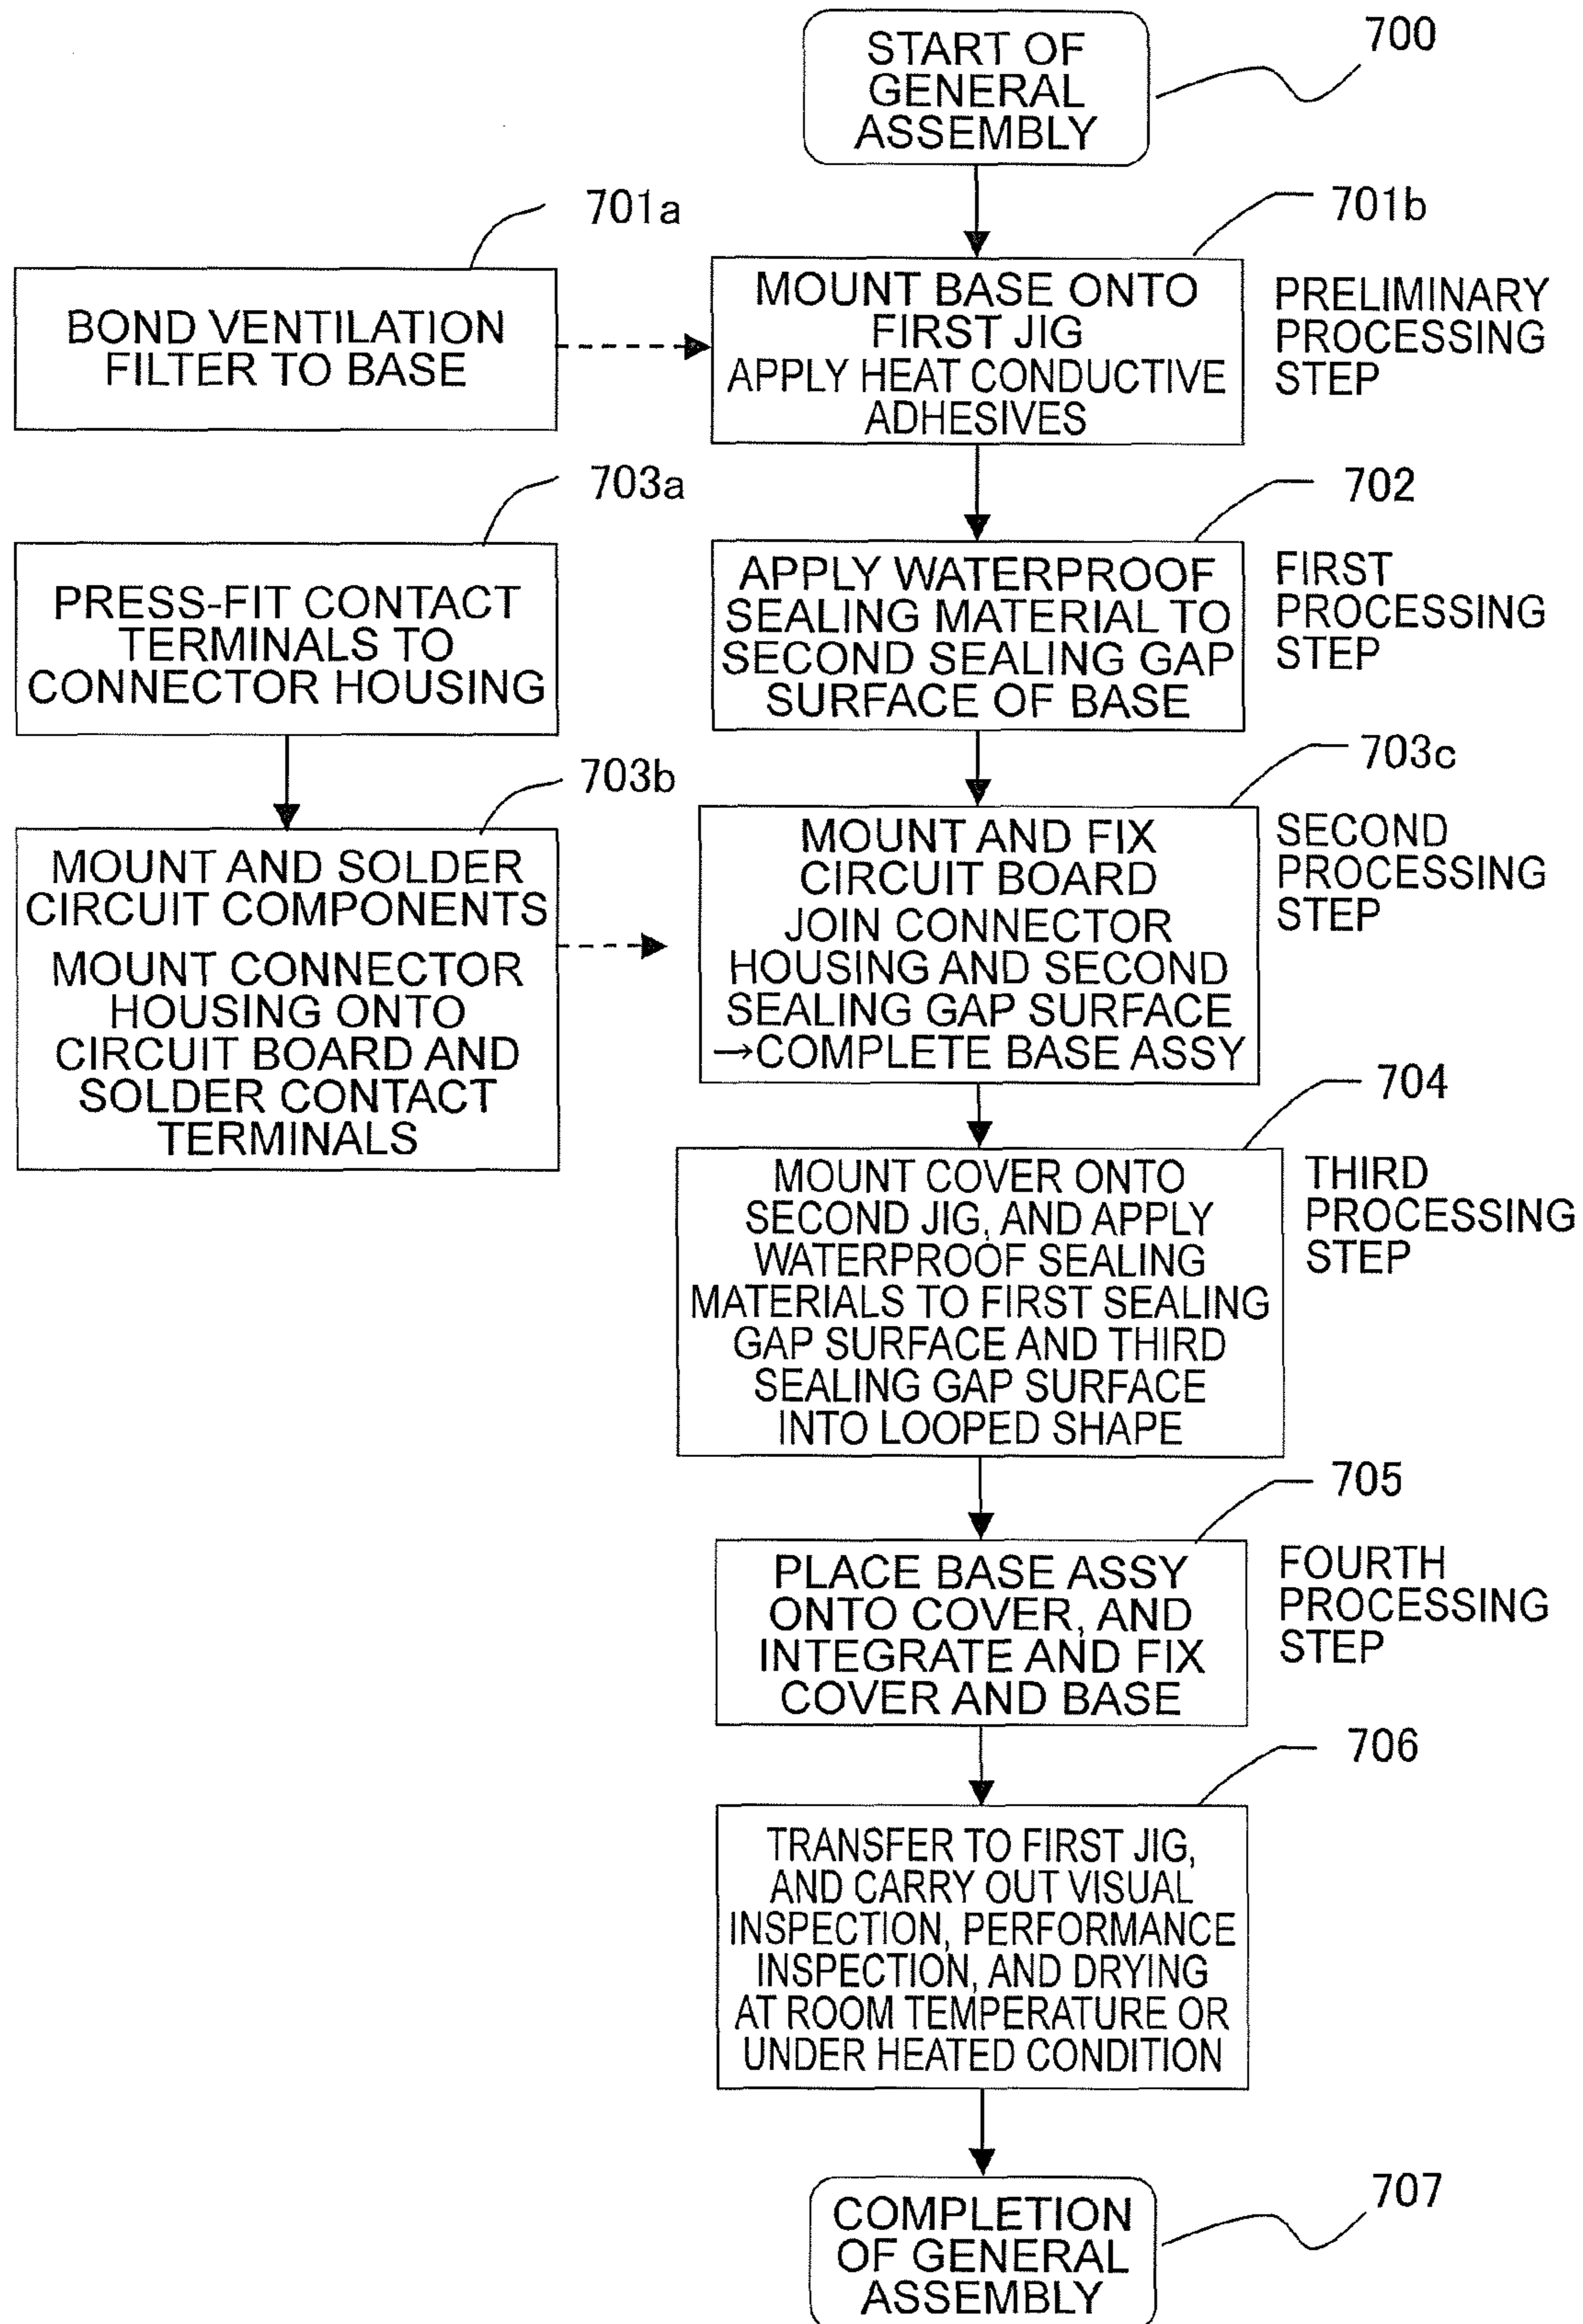 START OF
GENERAL
ASSEMBLY
700
701a
BOND VENTILATION
FILTER TO BASE
701b
MOUNT BASE ONTO
FIRST JIG
APPLY HEAT CONDUCTIVE
ADHESIVES
PRELIMINARY
PROCESSING
STEP
703a
PRESS-FIT CONTACT
TERMINALS TO
CONNECTOR HOUSING
702
APPLY WATERPROOF
SEALING MATERIAL TO
SECOND SEALING GAP
SURFACE OF BASE
FIRST
PROCESSING
STEP
703b
MOUNT AND SOLDER
CIRCUIT COMPONENTS
MOUNT CONNECTOR
HOUSING ONTO
CIRCUIT BOARD AND
SOLDER CONTACT
TERMINALS
703c
MOUNT AND FIX
CIRCUIT BOARD
JOIN CONNECTOR
HOUSING AND SECOND
SEALING GAP SURFACE
→COMPLETE BASE ASSY
SECOND
PROCESSING
STEP
704
MOUNT COVER ONTO
SECOND JIG, AND APPLY
WATERPROOF SEALING
MATERIALS TO FIRST SEALING
GAP SURFACE AND THIRD
SEALING GAP SURFACE
INTO LOOPED SHAPE
THIRD
PROCESSING
STEP
705
PLACE BASE ASSY
ONTO COVER, AND
INTEGRATE AND FIX
COVER AND BASE
FOURTH
PROCESSING
STEP
706
TRANSFER TO FIRST JIG,
AND CARRY OUT VISUAL
INSPECTION, PERFORMANCE
INSPECTION, AND DRYING
AT ROOM TEMPERATURE OR
UNDER HEATED CONDITION
707
COMPLETION
OF GENERAL
ASSEMBLY